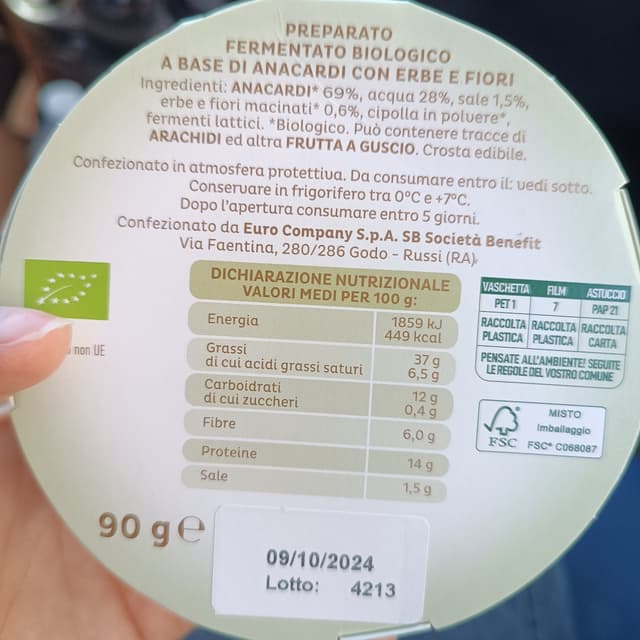 PREPARATO
FERMENTATO BIOLOGICO
A BASE DI ANACARDI CON ERBE E FIORI
Ingredienti: ANACARDI* 69%, acqua 28%, sale 1,5%,
erbe e fiori macinati* 0,6%, cipolla in polvere*,
fermenti lattici. *Biologico. Può contenere tracce di
ARACHIDI ed altra FRUTTA A GUSCIO. Crosta edibile.
Confezionato in atmosfera protettiva. Da consumare entro il: vedi sotto.
Conservare in frigorifero tra 0°C e +7°C.
Dopo l'apertura consumare entro 5 giorni.
Confezionato da Euro Company S.p.A. SB Società Benefit
Via Faentina, 280/286 Godo - Russi (RA)
non UE
DICHIARAZIONE NUTRIZIONALE
VALORI MEDI PER 100 g:
Energia 1859 kJ
449 kcal
Grassi 37 g
di cui acidi grassi saturi 6,5 g
Carboidrati 12 g
di cui zuccheri 0,4 g
Fibre 6,0 g
Proteine 14 g
Sale 1,5 g
VASCHETTA FILM ASTUCCIO
PET 1 7 PAP 21
RACCOLTA RACCOLTA RACCOLTA
PLASTICA PLASTICA CARTA
PENSATE ALL'AMBIENTE! SEGUITE
LE REGOLE DEL VOSTRO COMUNE
FSC
MISTO
Imballaggio
FSC® C068087
90 g e
09/10/2024
Lotto: 4213